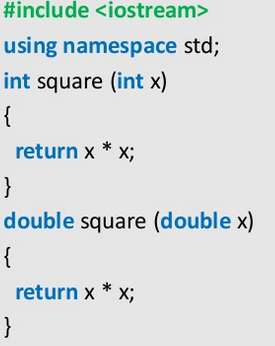 #include <iostream>
using namespace std;
int square (int x)
{
return x * x;
}
double square (double x)
{
return x * x;
}